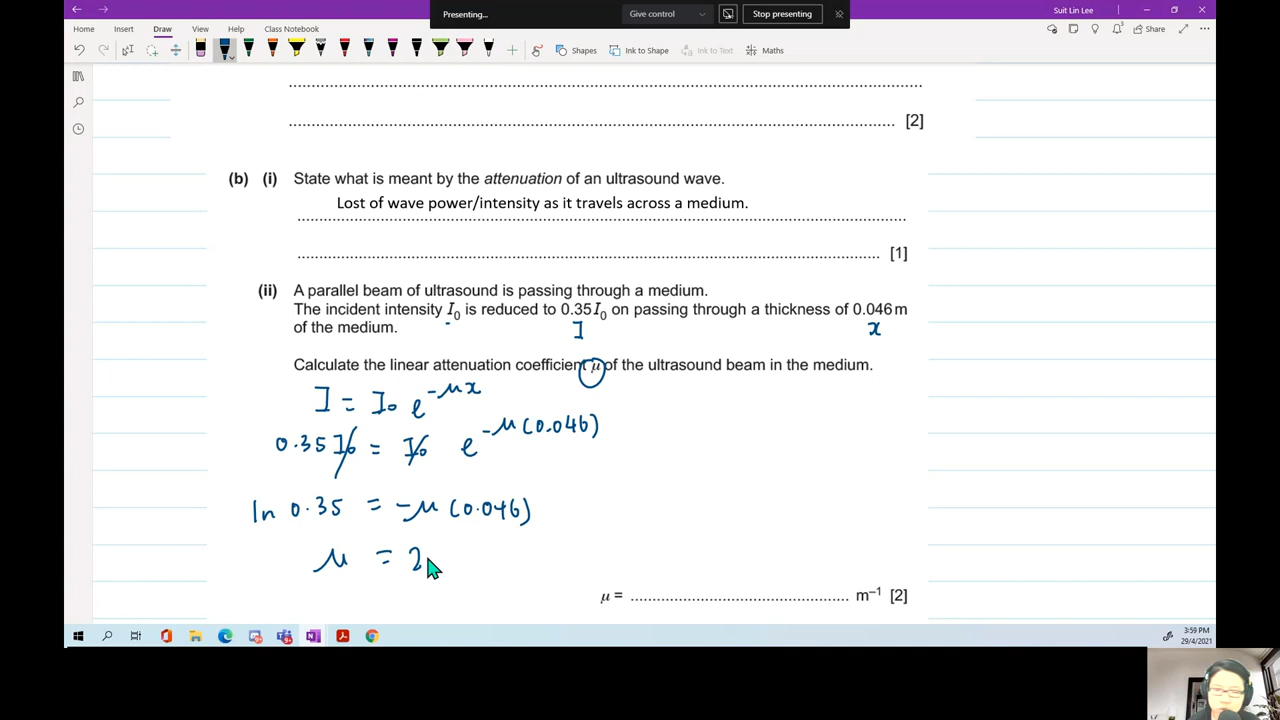 Presenting...
Give control
Stop presenting
Suit Lin Lee
Home Insert Draw View Help Class Notebook
Share
Shapes Ink to Shape Ink to Text Maths
[2]
(b) (i) State what is meant by the attenuation of an ultrasound wave.
Lost of wave power/intensity as it travels across a medium.
[1]
(ii) A parallel beam of ultrasound is passing through a medium.
The incident intensity I₀ is reduced to 0.35I₀ on passing through a thickness of 0.046 m
of the medium.
I x
Calculate the linear attenuation coefficient μ of the ultrasound beam in the medium.
I = I₀ e^-μx
0.35 I₀ = I₀ e^-μ(0.046)
ln 0.35 = -μ (0.046)
μ = 2
μ = ................................................ m⁻¹ [2]
3:59 PM
29/4/2021